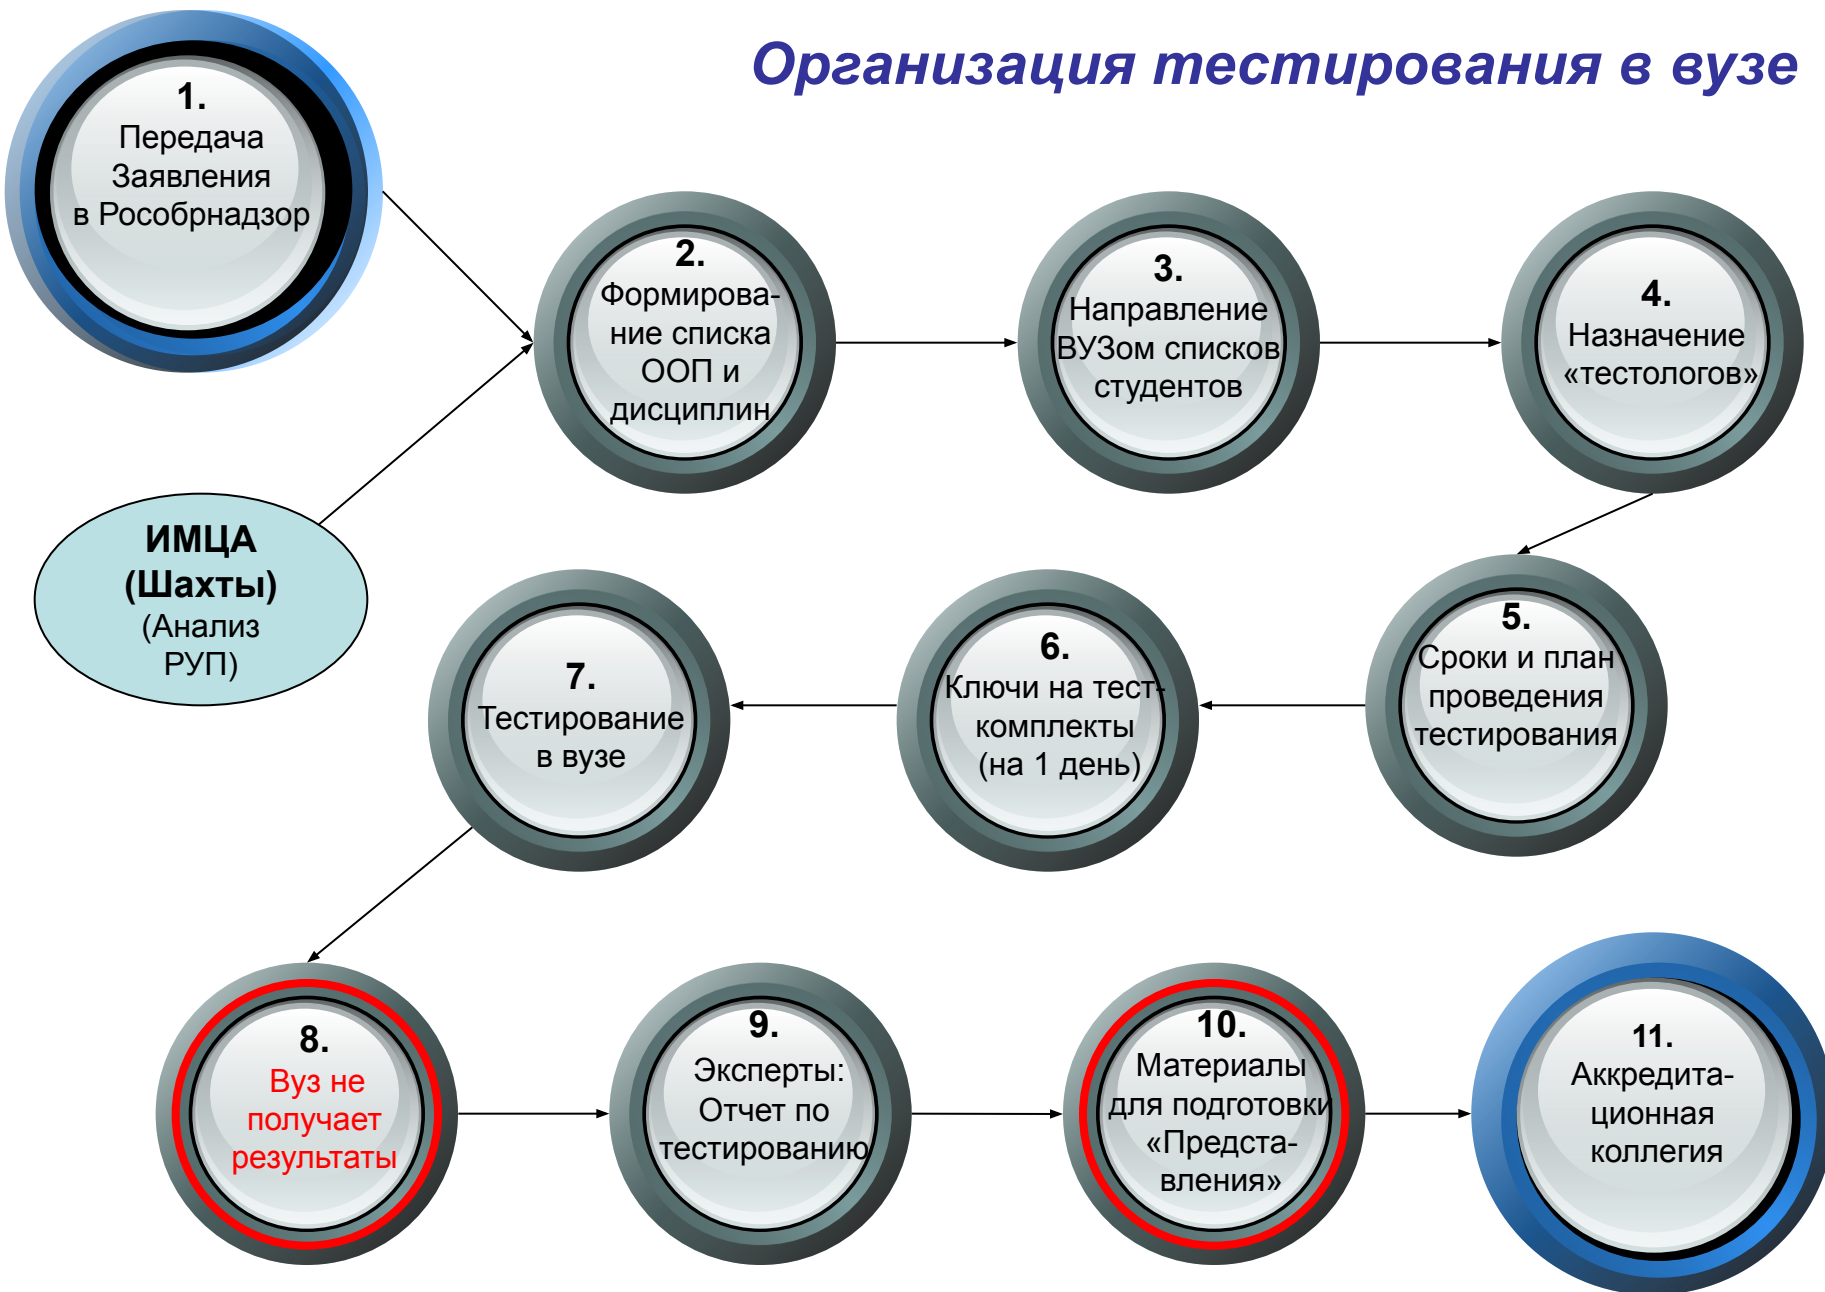 Организация тестирования в вузе
1.
Передача
Заявления
в Рособрнадзор
2.
Формирова-
ние списка
ООП и
дисциплин
3.
Направление
ВУЗом списков
студентов
4.
Назначение
«тестологов»
ИМЦА
(Шахты)
(Анализ
РУП)
5.
Сроки и план
проведения
тестирования
6.
Ключи на тест-
комплекты
(на 1 день)
7.
Тестирование
в вузе
8.
Вуз не
получает
результаты
9.
Эксперты:
Отчет по
тестированию
10.
Материалы
для подготовки
«Предста-
вления»
11.
Аккредита-
ционная
коллегия